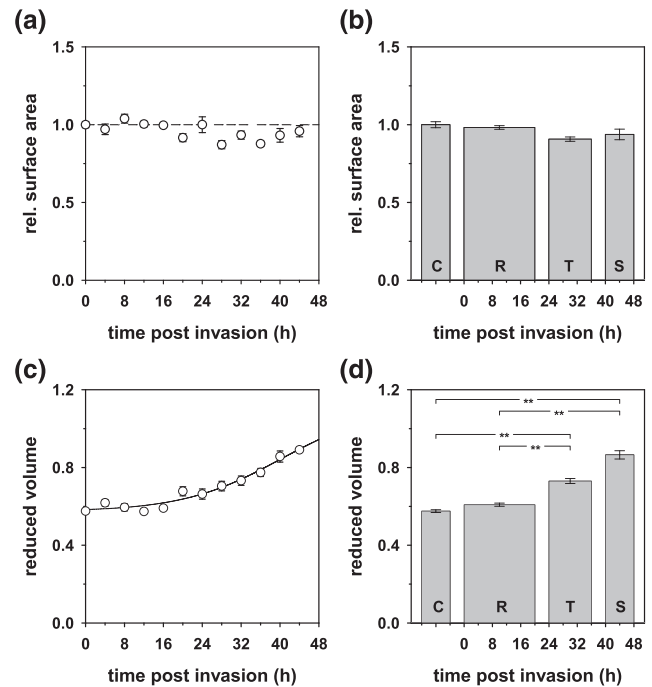 (a)
(b)
1.5
1.0
0.5
0.0
rel. surface area
0 8 16 24 32 40 48
time post invasion (h)
1.5
1.0
0.5
0.0
rel. surface area
C R T S
0 8 16 24 32 40 48
time post invasion (h)
(c)
(d)
1.2
0.8
0.4
0.0
reduced volume
0 8 16 24 32 40 48
time post invasion (h)
1.2
0.8
0.4
0.0
reduced volume
**
**
**
**
C R T S
0 8 16 24 32 40 48
time post invasion (h)